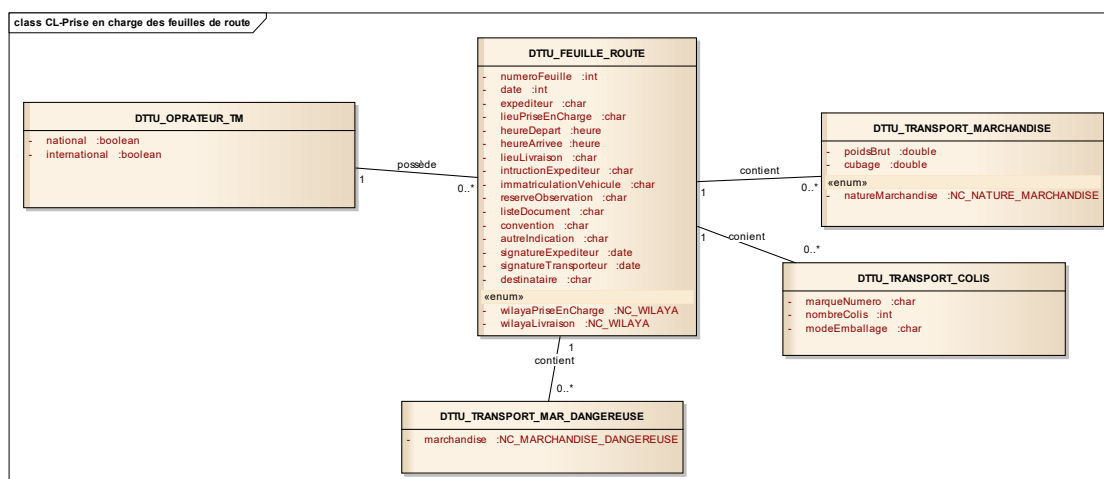 class CL-Prise en charge des feuilles de route
DTTU_FEUILLE_ROUTE
- numeroFeuille :int
- date :int
- expediteur :char
- lieuPriseEnCharge :char
- heureDepart :heure
- heureArrivee :heure
- lieuLivraison :char
- intructionExpediteur :char
- immatriculationVehicule :char
- reserveObservation :char
- listeDocument :char
- convention :char
- autreIndication :char
- signatureExpediteur :date
- signatureTransporteur :date
- destinataire :char
«enum»
- wilayaPriseEnCharge :NC_WILAYA
- wilayaLivraison :NC_WILAYA
DTTU_OPRATEUR_TM
- national :boolean
- international :boolean
possède
1
0..*
DTTU_TRANSPORT_MARCHANDISE
- poidsBrut :double
- cubage :double
«enum»
- natureMarchandise :NC_NATURE_MARCHANDISE
contient
1
0..*
conient
1
0..*
DTTU_TRANSPORT_COLIS
- marqueNumero :char
- nombreColis :int
- modeEmballage :char
1
contient
0..*
DTTU_TRANSPORT_MAR_DANGEREUSE
- marchandise :NC_MARCHANDISE_DANGEREUSE